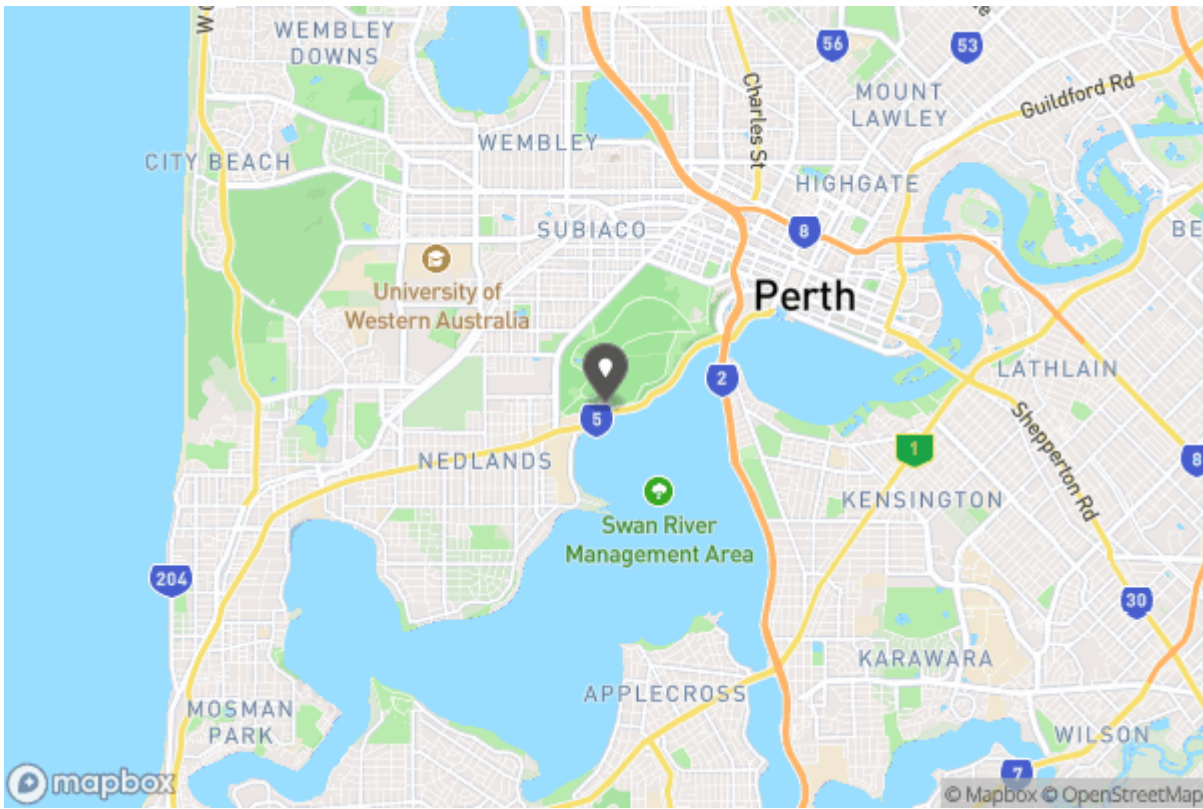 WEMBLEY
DOWNS
56
53
MOUNT
LAWLEY
Guildford Rd
Charles St
WEMBLEY
CITY BEACH
HIGHGATE
SUBIACO
8
BE
University of
Western Australia
Perth
LATHLAIN
2
5
Shepperton Rd
1
8
NEDLANDS
KENSINGTON
Swan River
Management Area
204
30
KARAWARA
APPLECROSS
MOSMAN
PARK
WILSON
7
mapbox
© Mapbox © OpenStreetMap